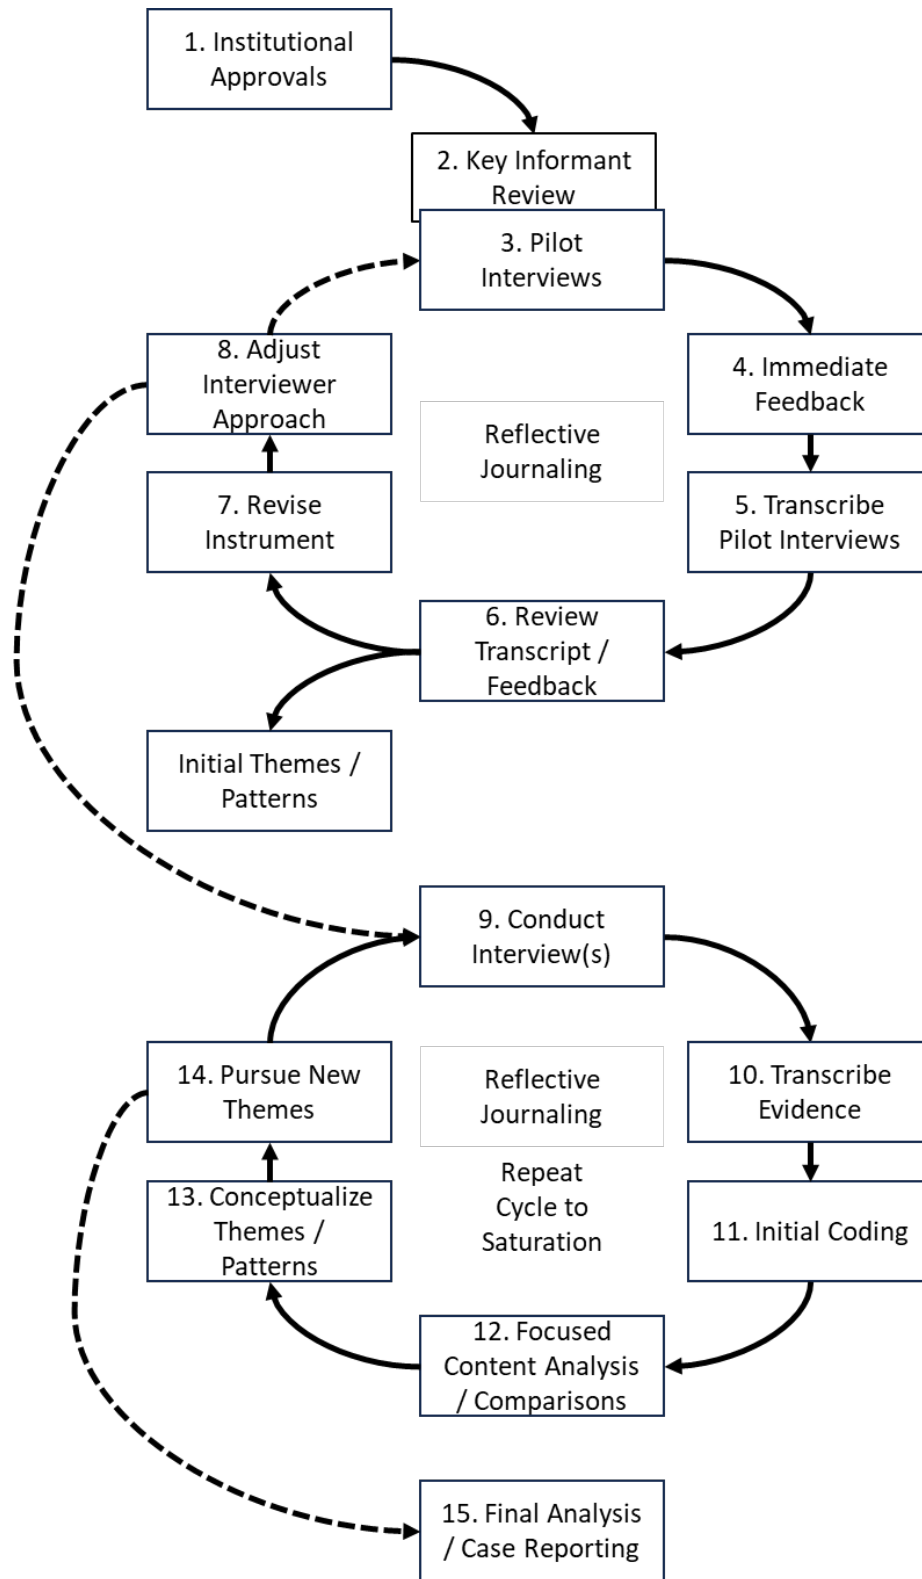 1. Institutional
Approvals
2. Key Informant
Review
3. Pilot
Interviews
8. Adjust
Interviewer
Approach
4. Immediate
Feedback
Reflective
Journaling
7. Revise
Instrument
5. Transcribe
Pilot Interviews
6. Review
Transcript /
Feedback
Initial Themes /
Patterns
9. Conduct
Interview(s)
14. Pursue New
Themes
Reflective
Journaling
10. Transcribe
Evidence
Repeat
Cycle to
Saturation
13. Conceptualize
Themes /
Patterns
11. Initial Coding
12. Focused
Content Analysis
/ Comparisons
15. Final Analysis
/ Case Reporting